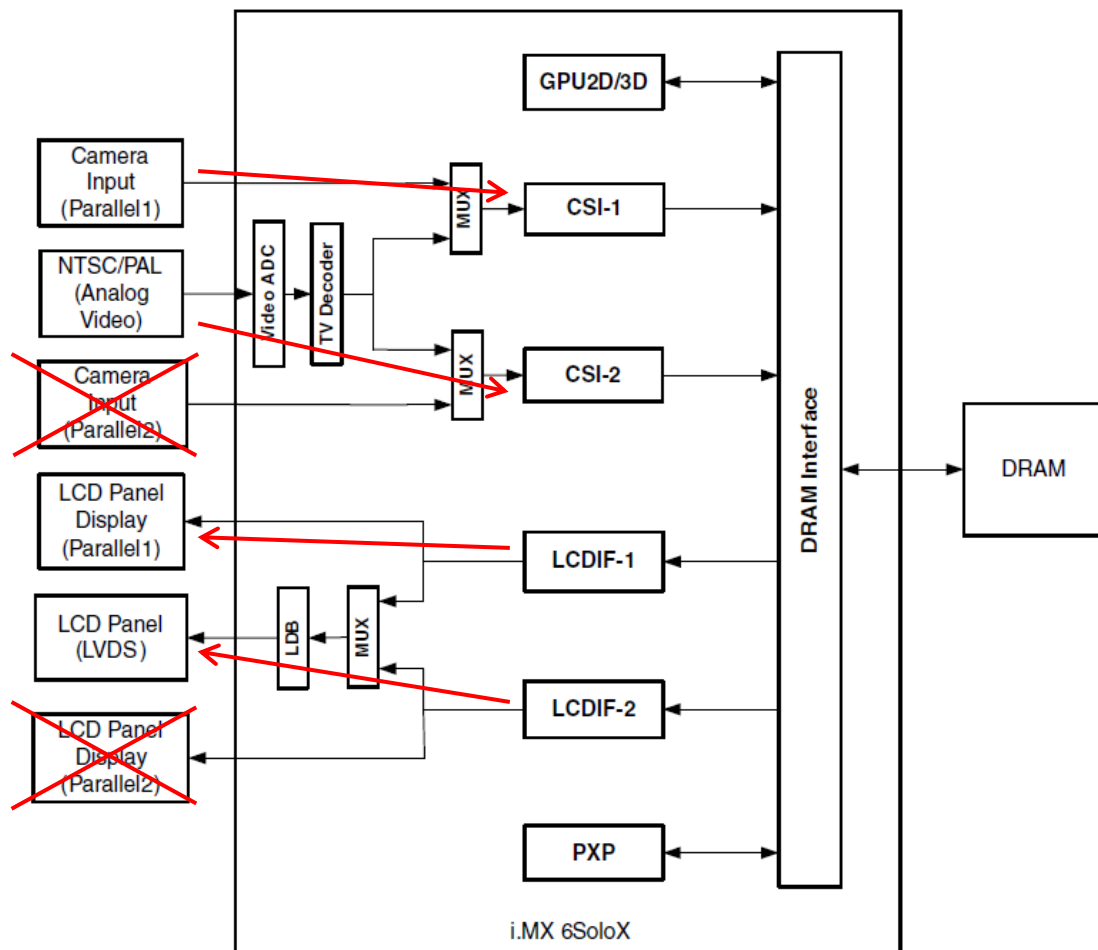 GPU2D/3D
Camera
Input
(Parallel1)
MUX
CSI-1
NTSC/PAL
(Analog
Video)
Video ADC
TV Decoder
MUX
CSI-2
Camera
Input
(Parallel2)
DRAM Interface
DRAM
LCD Panel
Display
(Parallel1)
LCDIF-1
LCD Panel
(LVDS)
LDB
MUX
LCDIF-2
LCD Panel
Display
(Parallel2)
PXP
i.MX 6SoloX